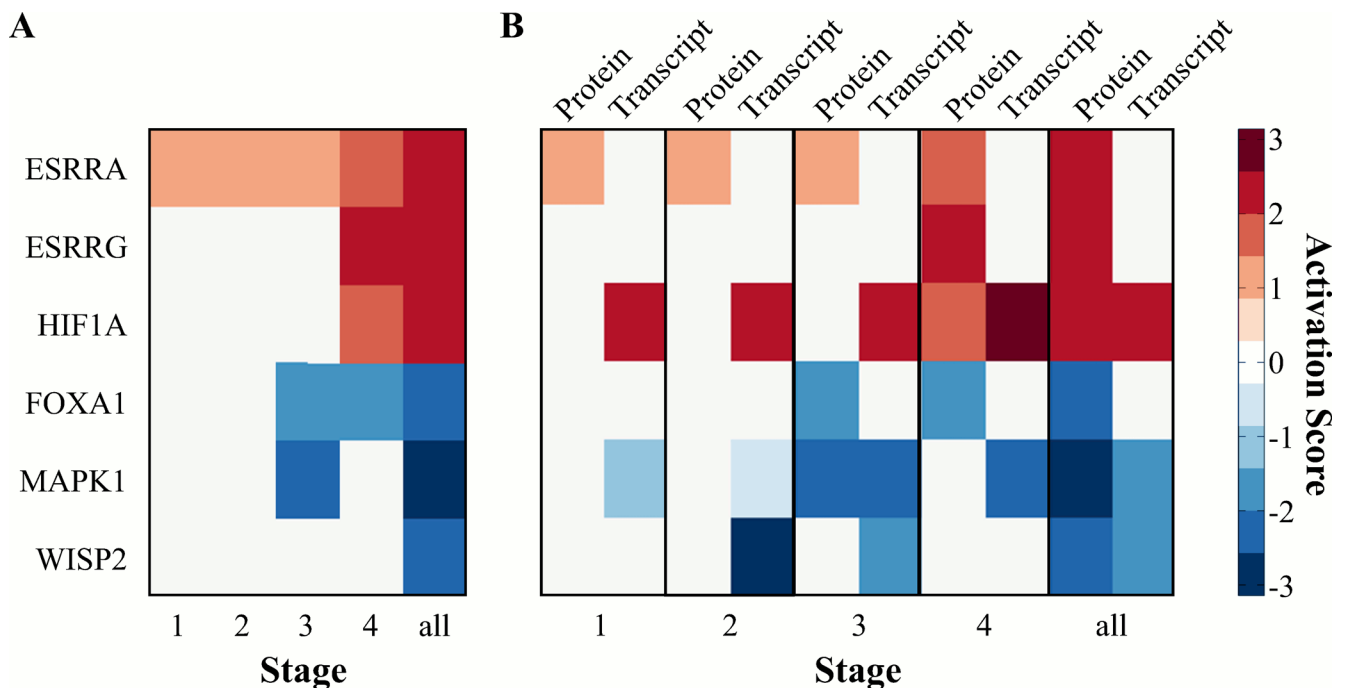 A
B
Protein
Transcript
Protein
Transcript
Protein
Transcript
Protein
Transcript
Protein
Transcript
ESRRA
ESRRG
HIF1A
FOXA1
MAPK1
WISP2
1 2 3 4 all
Stage
1 2 3 4 all
Stage
3
2
1
0
-1
-2
-3
Activation Score